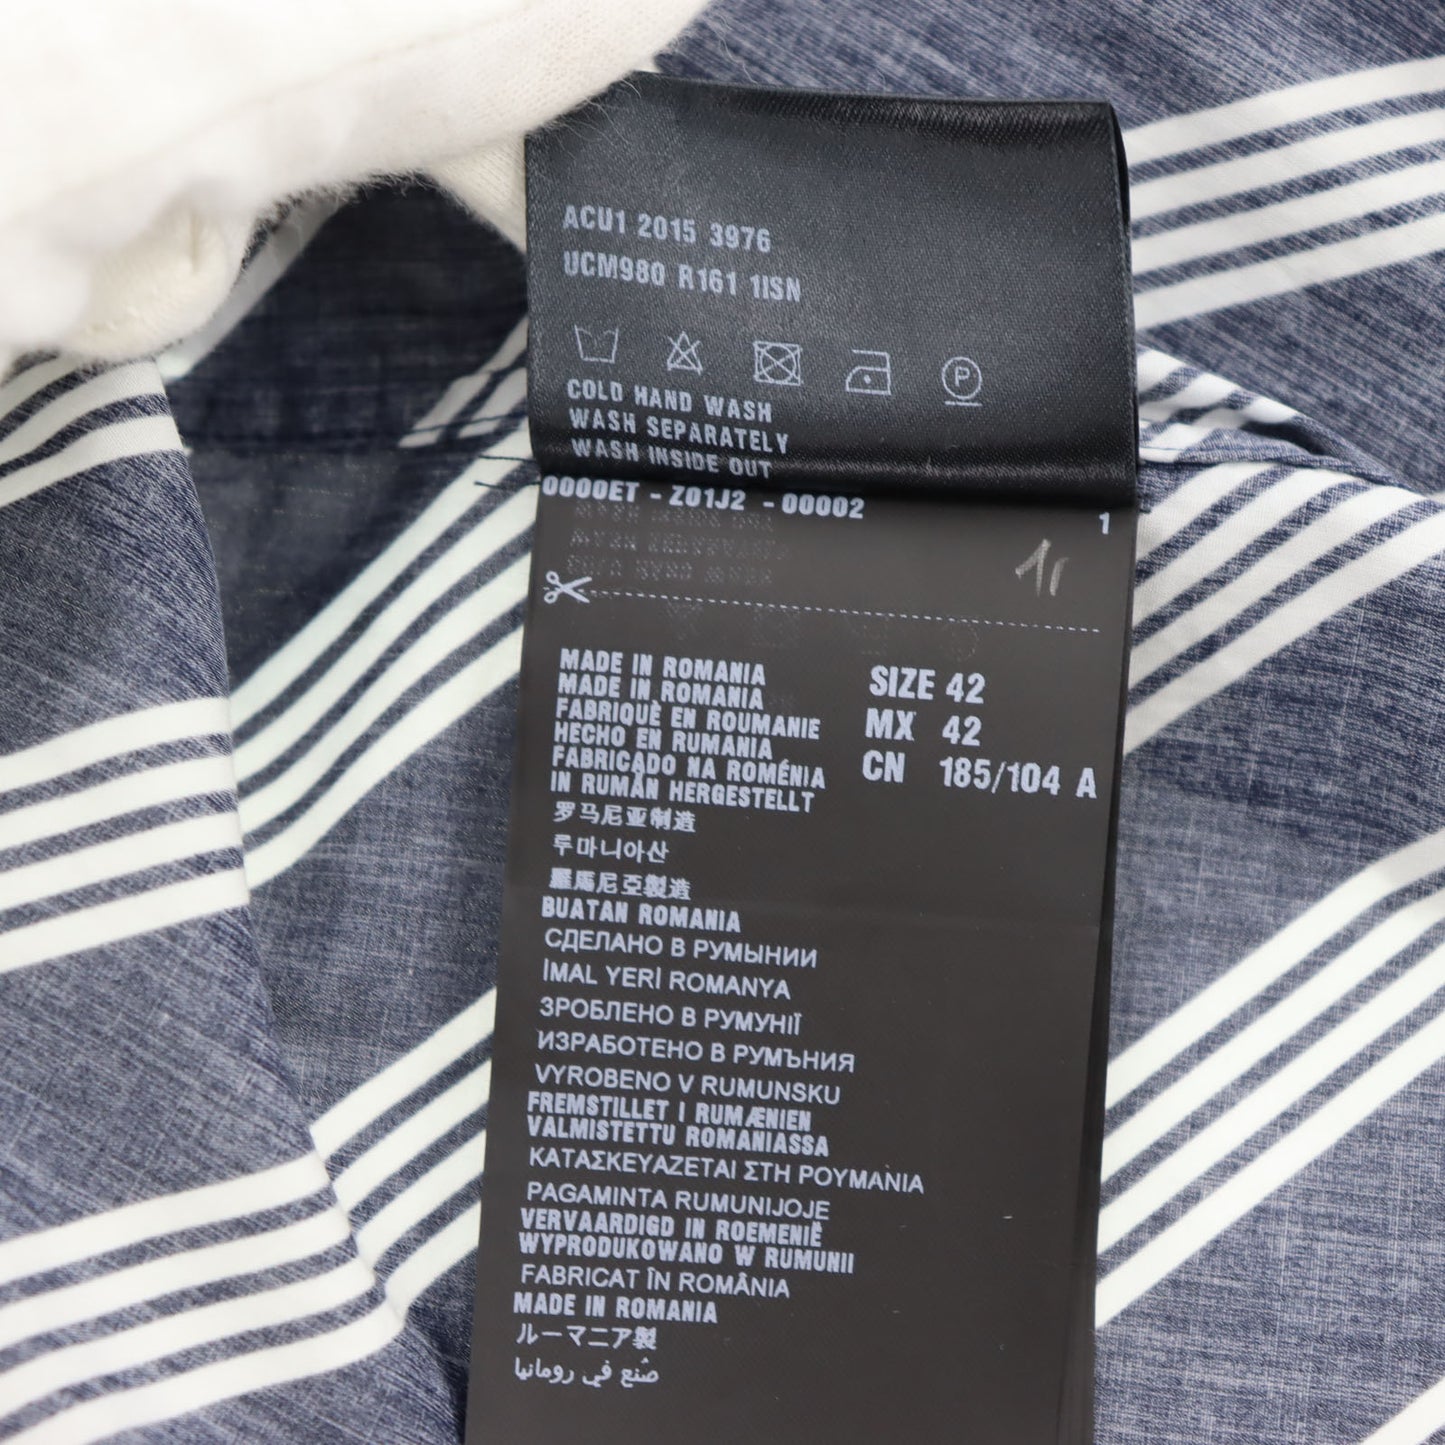 ACU1 2015 3976
UCM980 R161 1ISN
P
COLD HAND WASH
WASH SEPARATELY
WASH INSIDE OUT
0000ET - Z01J2 - 00002
1
MADE IN ROMANIA
MADE IN ROMANIA
FABRIQUÈ EN ROUMANIE
HECHO EN RUMANIA
FABRICADO NA ROMÉNIA
IN RUMÄN HERGESTELLT
SIZE 42
MX 42
CN 185/104 A
罗马尼亚制造
루마니아산
羅馬尼亞製造
BUATAN ROMANIA
СДЕЛАНО В РУМЫНИИ
İMAL YERİ ROMANYA
ЗРОБЛЕНО В РУМУНІЇ
ИЗРАБОТЕНО В РУМЪНИЯ
VYROBENO V RUMUNSKU
FREMSTILLET I RUMÆNIEN
VALMISTETTU ROMANIASSA
ΚΑΤΑΣΚΕΥΑΖΕΤΑΙ ΣΤΗ ΡΟΥΜΑΝΙΑ
PAGAMINTA RUMUNIJOJE
VERVAARDIGD IN ROEMENIË
WYPRODUKOWANO W RUMUNII
FABRICAT ÎN ROMÂNIA
MADE IN ROMANIA
ルーマニア製
صُنع في رومانيا